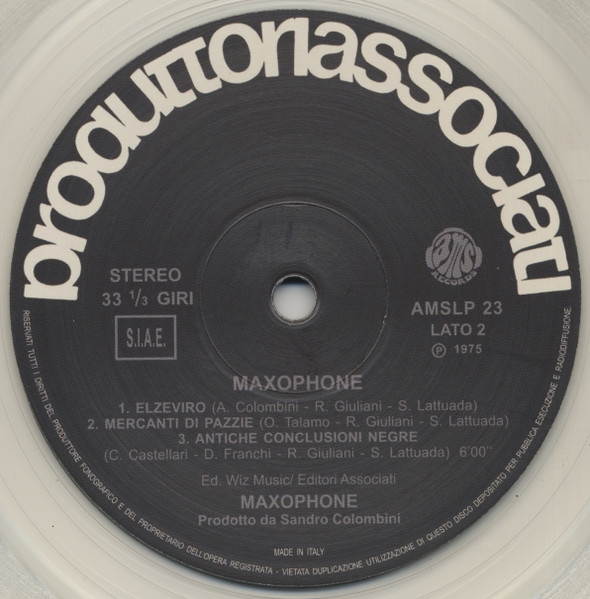 produttoriassociati
STEREO
33 1/3 GIRI
S.I.A.E.
ams
RECORDS
AMSLP 23
LATO 2
℗ 1975
MAXOPHONE
1. ELZEVIRO (A. Colombini - R. Giuliani - S. Lattuada)
2. MERCANTI DI PAZZIE (O. Talamo - R. Giuliani - S. Lattuada)
3. ANTICHE CONCLUSIONI NEGRE
(C. Castellari - D. Franchi - R. Giuliani - S. Lattuada) 6'00"
Ed. Wiz Music/ Editori Associati
MAXOPHONE
Prodotto da Sandro Colombini
MADE IN ITALY
RISERVATI TUTTI I DIRITTI DEL PRODUTTORE FONOGRAFICO E DEL PROPRIETARIO DELL'OPERA REGISTRATA - VIETATA DUPLICAZIONE UTILIZZAZIONE DI QUESTO DISCO DEPOSITATO PER PUBBLICA ESECUZIONE E RADIODIFFUSIONE